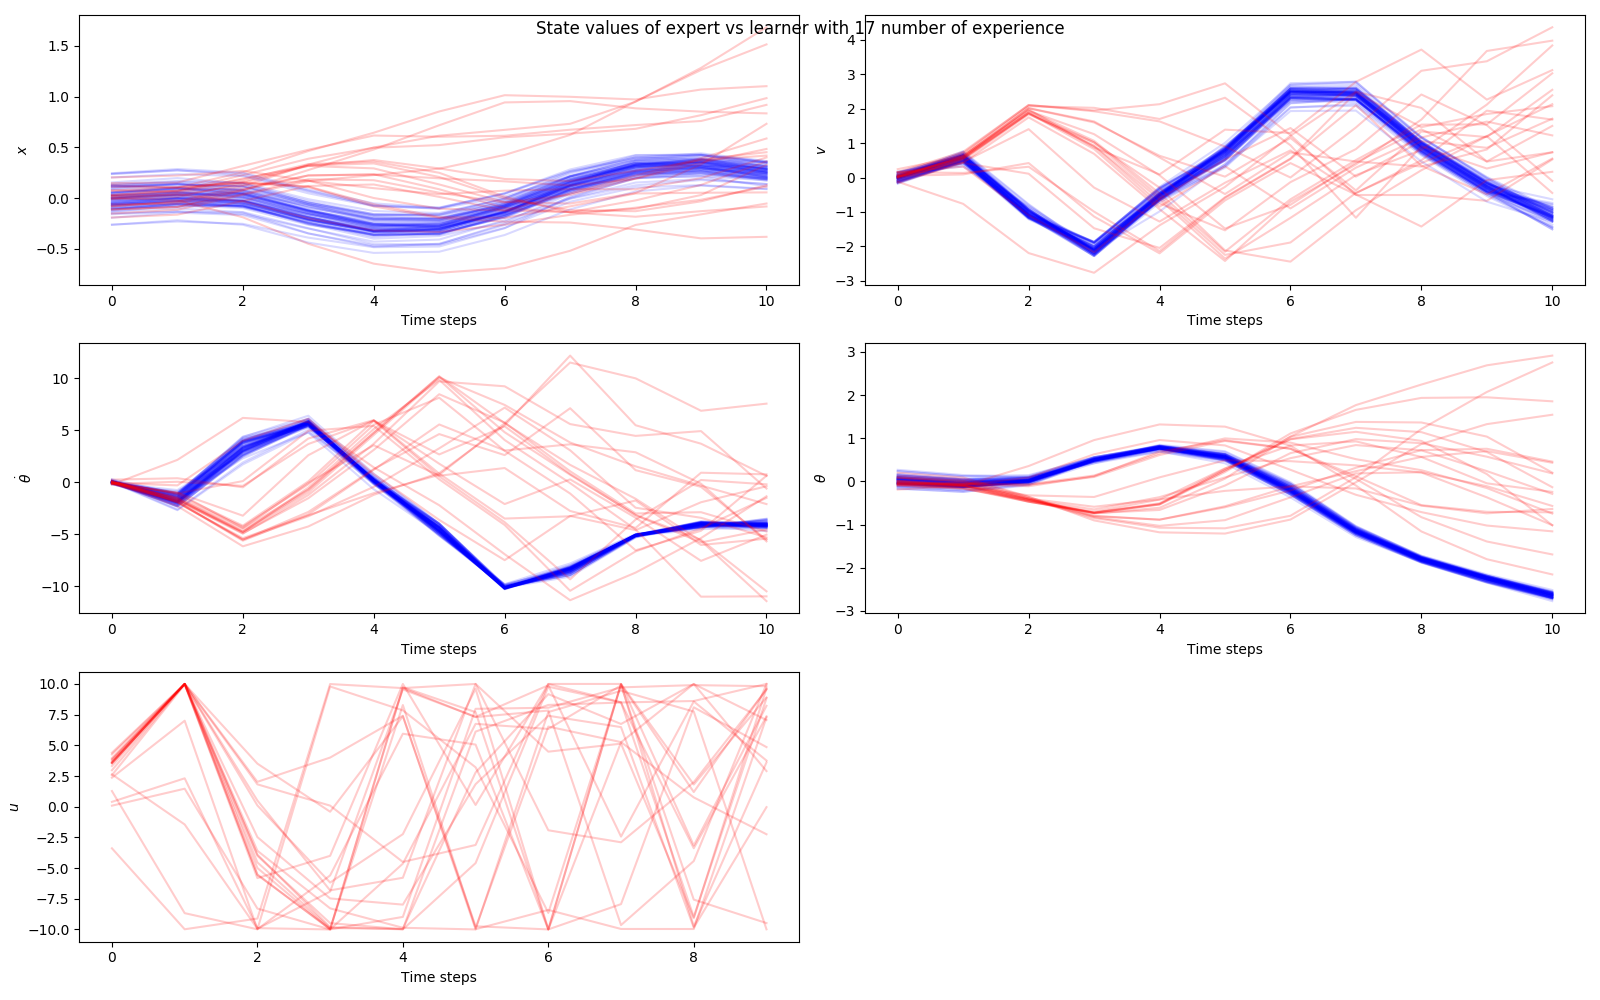 State values of expert vs learner with 17 number of experience
1.5
1.0
0.5
0.0
−0.5
x
0 2 4 6 8 10
Time steps
4
3
2
1
0
−1
−2
−3
v
0 2 4 6 8 10
Time steps
10
5
0
−5
−10
θ̇
0 2 4 6 8 10
Time steps
3
2
1
0
−1
−2
−3
θ
0 2 4 6 8 10
Time steps
10.0
7.5
5.0
2.5
0.0
−2.5
−5.0
−7.5
−10.0
u
0 2 4 6 8
Time steps